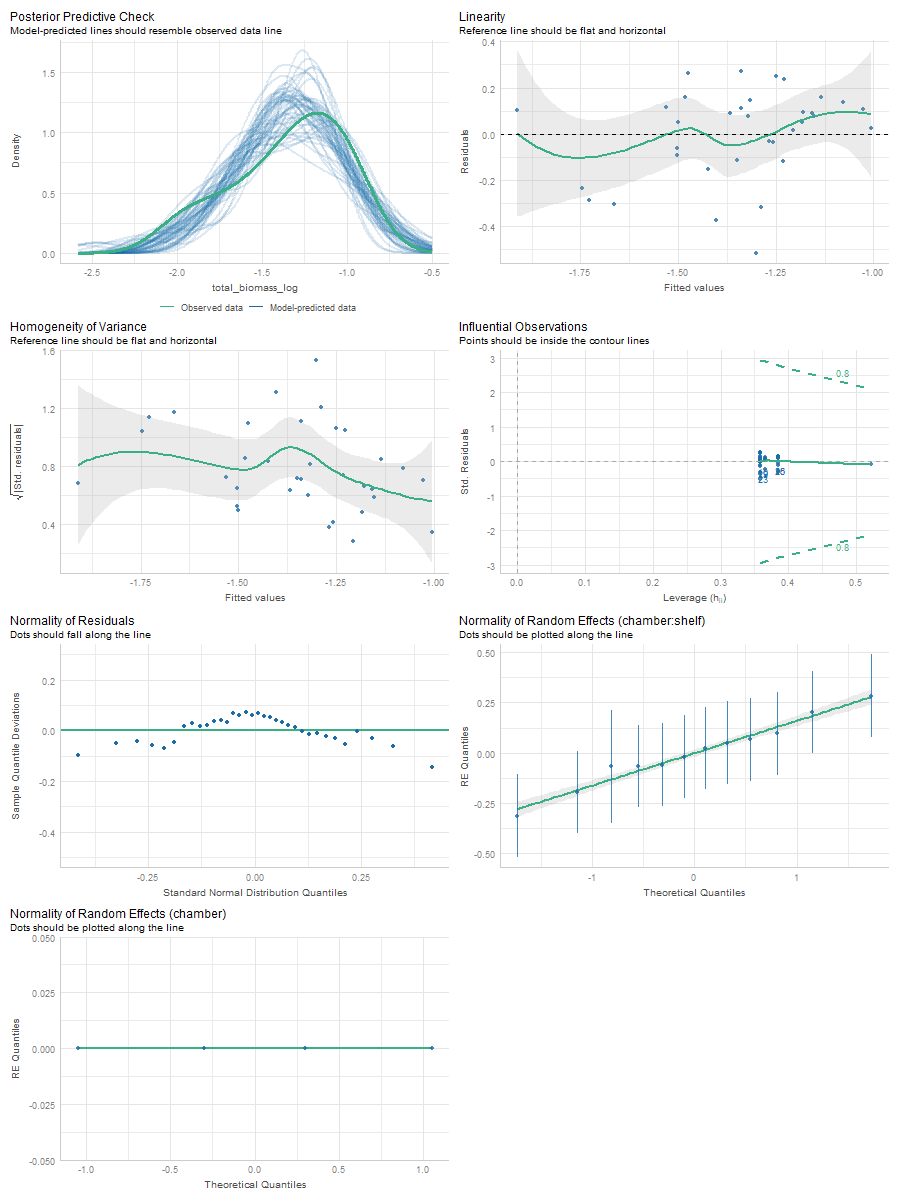 Posterior Predictive Check
Model-predicted lines should resemble observed data line
1.5
1.0
0.5
0.0
Density
-2.5 -2.0 -1.5 -1.0 -0.5
total_biomass_log
Observed data Model-predicted data
Linearity
Reference line should be flat and horizontal
0.4
0.2
0.0
-0.2
-0.4
Residuals
-1.75 -1.50 -1.25 -1.00
Fitted values
Homogeneity of Variance
Reference line should be flat and horizontal
1.6
1.2
0.8
0.4
√|Std. residuals|
-1.75 -1.50 -1.25 -1.00
Fitted values
Influential Observations
Points should be inside the contour lines
3
2
1
0
-1
-2
-3
Std. Residuals
0.8
0.8
23
0.0 0.1 0.2 0.3 0.4 0.5
Leverage (hii)
Normality of Residuals
Dots should fall along the line
0.2
0.0
-0.2
-0.4
Sample Quantile Deviations
-0.25 0.00 0.25
Standard Normal Distribution Quantiles
Normality of Random Effects (chamber:shelf)
Dots should be plotted along the line
0.50
0.25
0.00
-0.25
-0.50
RE Quantiles
-1 0 1
Theoretical Quantiles
Normality of Random Effects (chamber)
Dots should be plotted along the line
0.050
0.025
0.000
-0.025
-0.050
RE Quantiles
-1.0 -0.5 0.0 0.5 1.0
Theoretical Quantiles